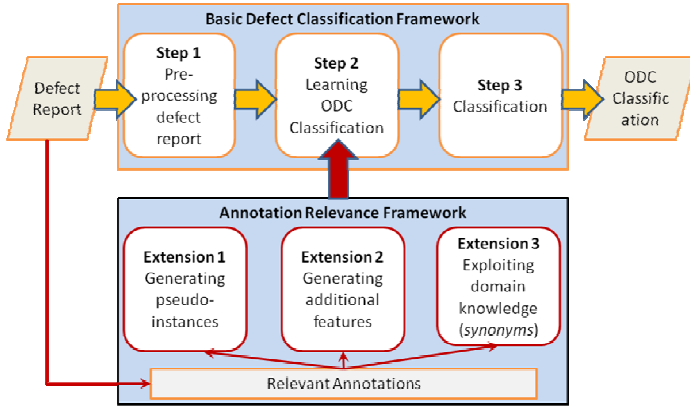 Basic Defect Classification Framework
Defect
Report
Step 1
Pre-
processing
defect
report
Step 2
Learning
ODC
Classification
Step 3
Classification
ODC
Classific
ation
Annotation Relevance Framework
Extension 1
Generating
pseudo-
instances
Extension 2
Generating
additional
features
Extension 3
Exploiting
domain
knowledge
(synonyms)
Relevant Annotations